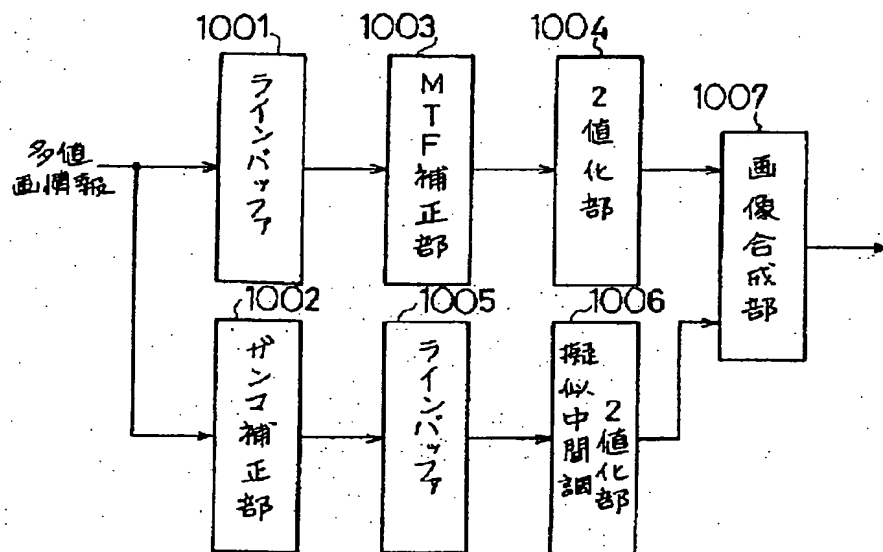 1001
ラインバッファ
1003
MTF補正部
1004
2値化部
1007
画像合成部
多値
画情報
1002
ガンマ補正部
1005
ラインバッファ
1006
擬似中間調
2値化部